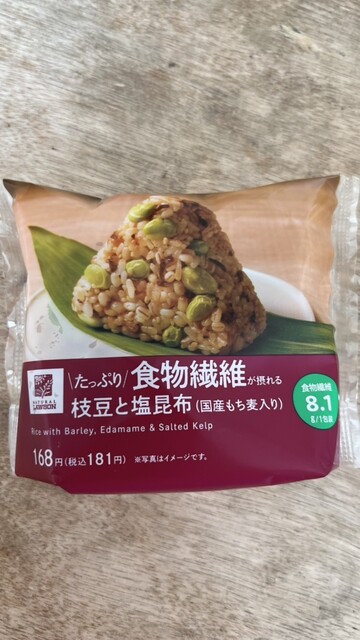 \たっぷり/食物繊維が摂れる
枝豆と塩昆布(国産もち麦入り)
Rice with Barley, Edamame & Salted Kelp
168円(税込181円) ※写真はイメージです。
NATURAL
LAWSON
食物繊維
8.1
g/1包装